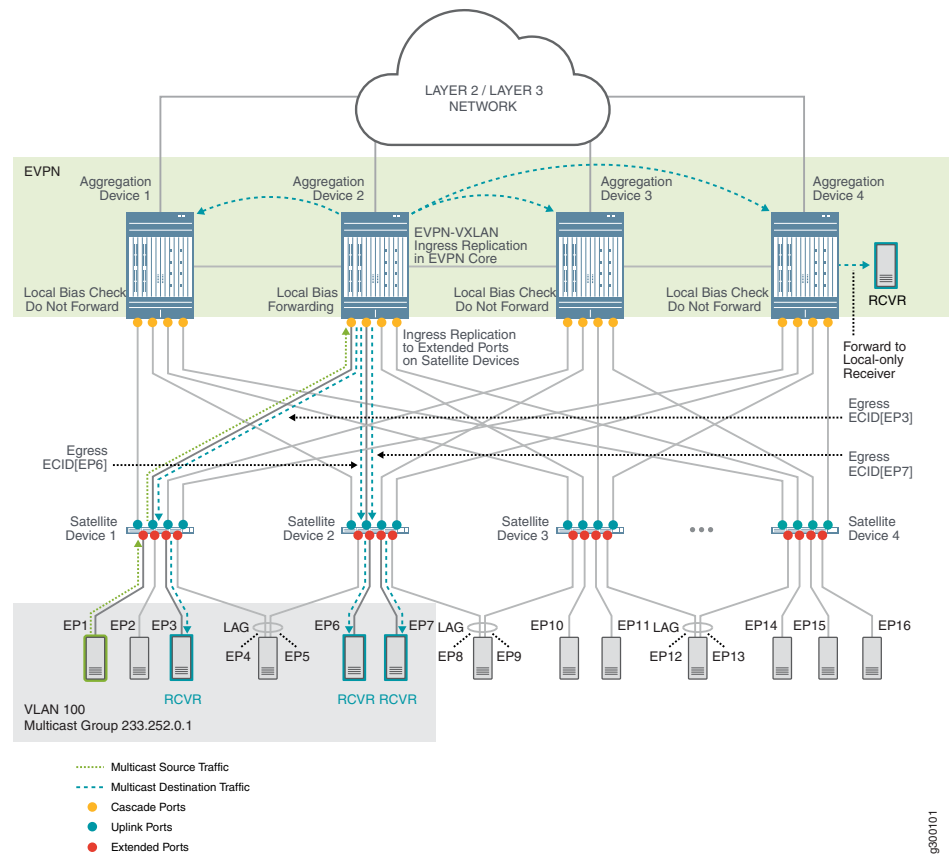 LAYER 2 / LAYER 3
NETWORK
EVPN
Aggregation
Device 1
Aggregation
Device 2
Aggregation
Device 3
Aggregation
Device 4
EVPN-VXLAN
Ingress Replication
in EVPN Core
Local Bias Check
Do Not Forward
Local Bias
Forwarding
Local Bias Check
Do Not Forward
Local Bias Check
Do Not Forward
RCVR
Ingress Replication
to Extended Ports
on Satellite Devices
Forward to
Local-only
Receiver
Egress
ECID[EP3]
Egress
ECID[EP6]
Egress
ECID[EP7]
Satellite
Device 1
Satellite
Device 2
Satellite
Device 3
Satellite
Device 4
EP1
EP2
EP3
LAG
EP4
EP5
EP6
EP7
LAG
EP8
EP9
EP10
EP11
LAG
EP12
EP13
EP14
EP15
EP16
RCVR
RCVR
RCVR
VLAN 100
Multicast Group 233.252.0.1
Multicast Source Traffic
Multicast Destination Traffic
Cascade Ports
Uplink Ports
Extended Ports
g300101